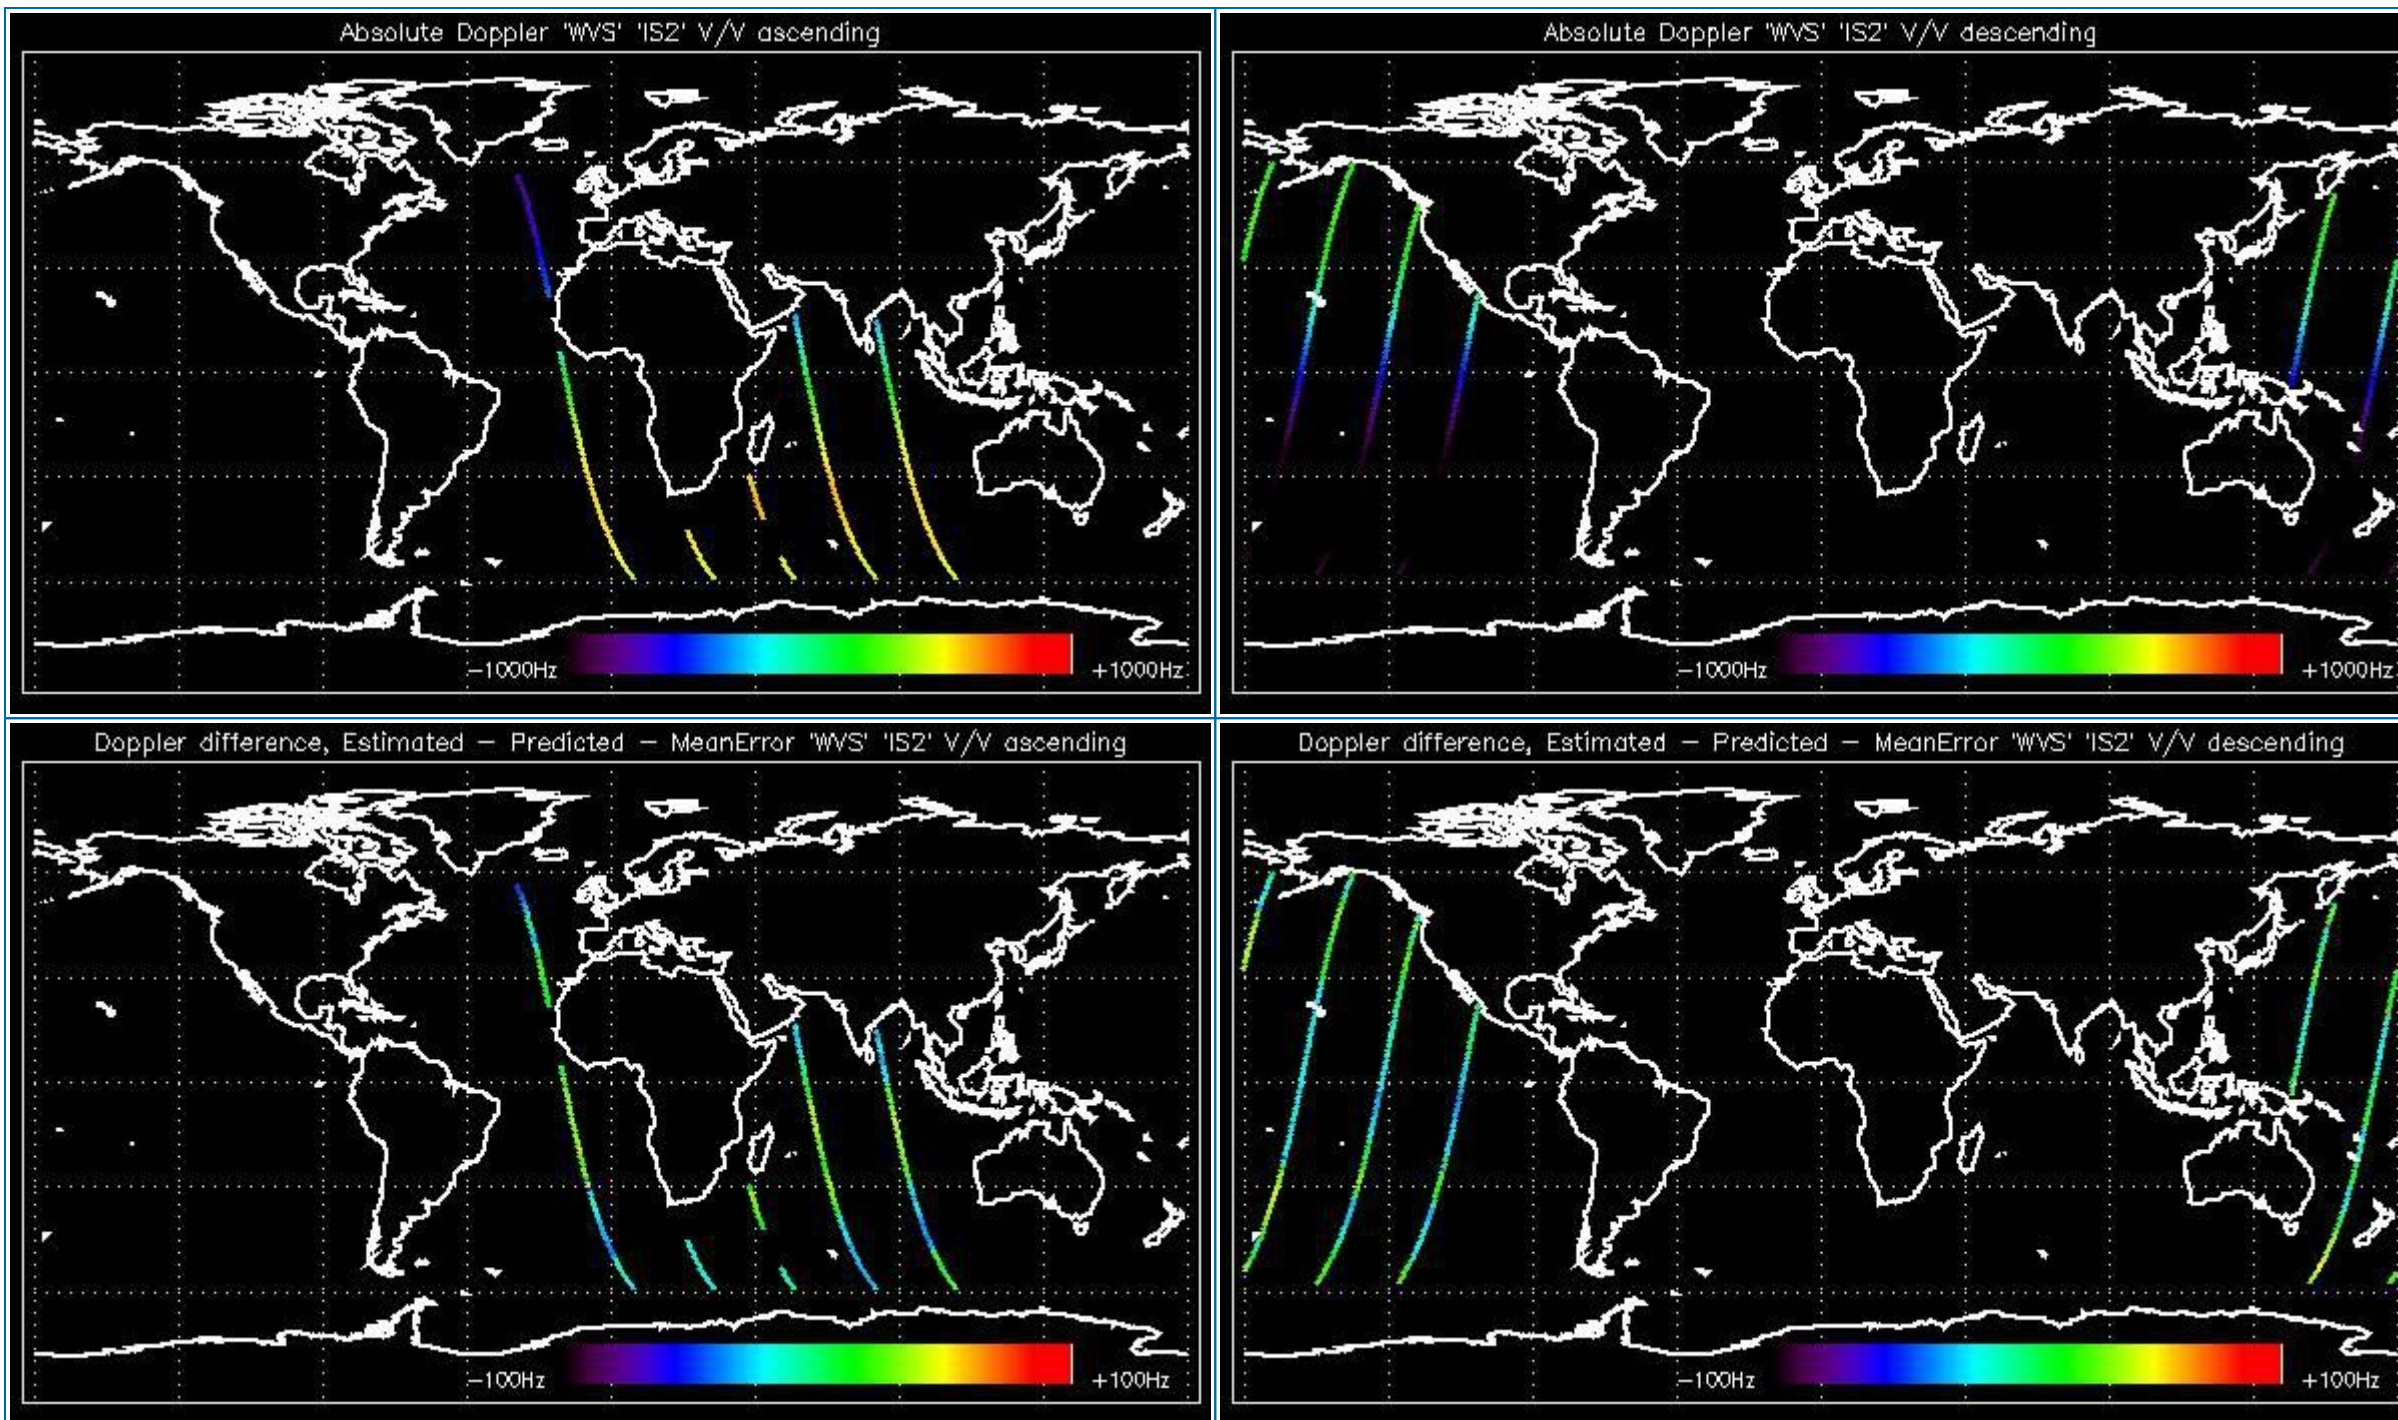 Absolute Doppler 'WVS' 'IS2' V/V ascending
-1000Hz
+1000Hz
Absolute Doppler 'WVS' 'IS2' V/V descending
-1000Hz
+1000Hz
Doppler difference, Estimated - Predicted - MeanError 'WVS' 'IS2' V/V ascending
-100Hz
+100Hz
Doppler difference, Estimated - Predicted - MeanError 'WVS' 'IS2' V/V descending
-100Hz
+100Hz